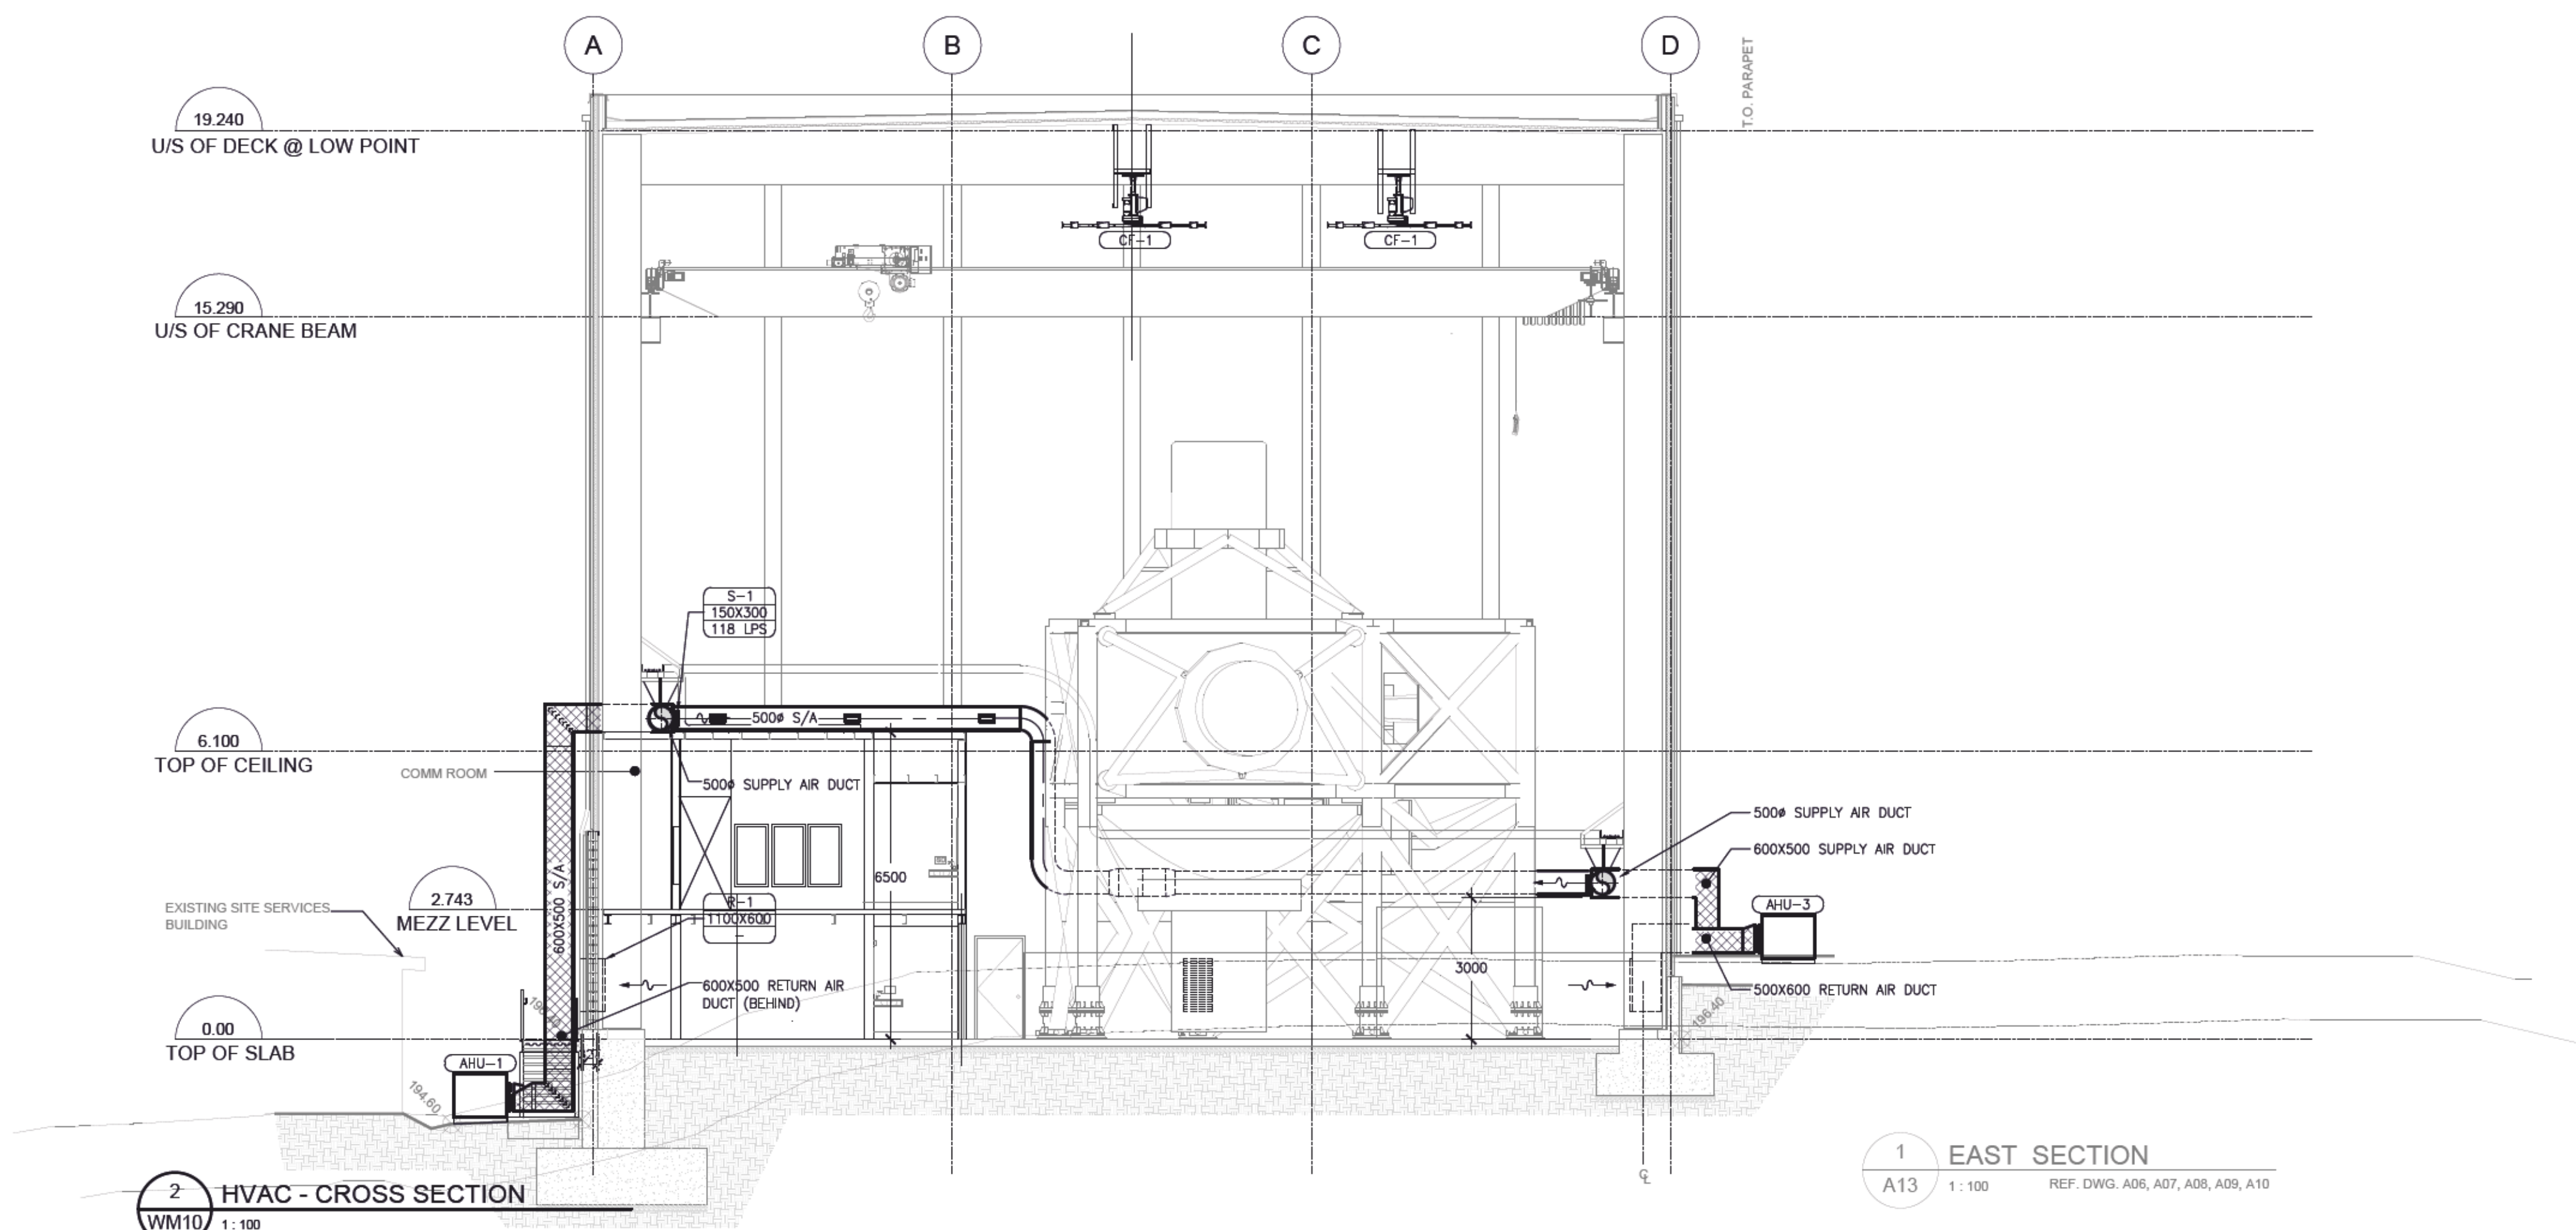 A
B
C
D
T.O. PARAPET
19.240
U/S OF DECK @ LOW POINT
CF-1
CF-1
15.290
U/S OF CRANE BEAM
S-1
150X300
118 LPS
500ø S/A
6.100
TOP OF CEILING
COMM ROOM
500ø SUPPLY AIR DUCT
500ø SUPPLY AIR DUCT
600X500 SUPPLY AIR DUCT
600X500 S/A
6500
2.743
MEZZ LEVEL
EXISTING SITE SERVICES
BUILDING
R-1
1100X600
-
AHU-3
3000
600X500 RETURN AIR
DUCT (BEHIND)
500X600 RETURN AIR DUCT
196.40
0.00
TOP OF SLAB
AHU-1
194.60
2
WM10
HVAC - CROSS SECTION
1 : 100
1
A13
EAST SECTION
1 : 100
REF. DWG. A06, A07, A08, A09, A10